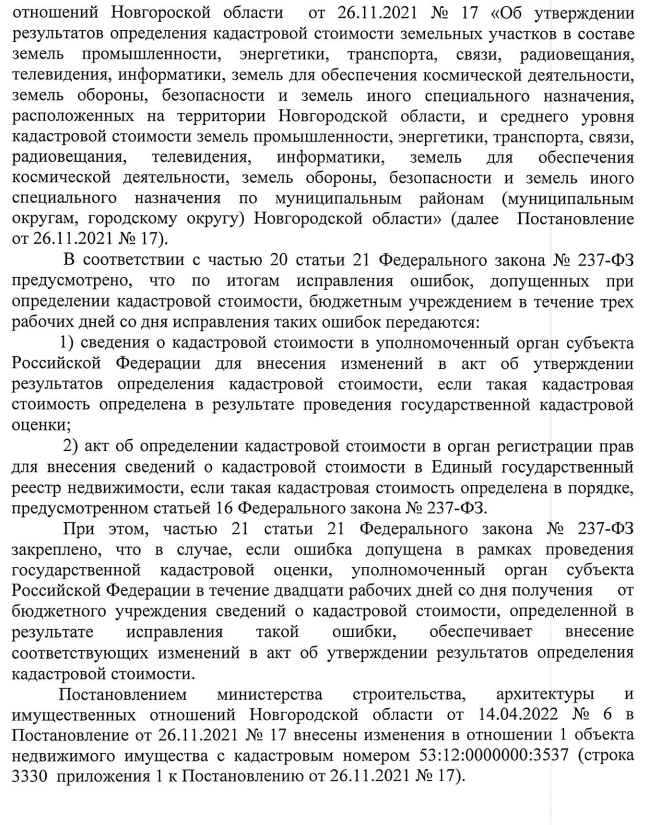 отношений Новгороской области от 26.11.2021 № 17 «Об утверждении
результатов определения кадастровой стоимости земельных участков в составе
земель промышленности, энергетики, транспорта, связи, радиовещания,
телевидения, информатики, земель для обеспечения космической деятельности,
земель обороны, безопасности и земель иного специального назначения,
расположенных на территории Новгородской области, и среднего уровня
кадастровой стоимости земель промышленности, энергетики, транспорта, связи,
радиовещания, телевидения, информатики, земель для обеспечения
космической деятельности, земель обороны, безопасности и земель иного
специального назначения по муниципальным районам (муниципальным
округам, городскому округу) Новгородской области» (далее Постановление
от 26.11.2021 № 17).
В соответствии с частью 20 статьи 21 Федерального закона № 237-ФЗ
предусмотрено, что по итогам исправления ошибок, допущенных при
определении кадастровой стоимости, бюджетным учреждением в течение трех
рабочих дней со дня исправления таких ошибок передаются:
1) сведения о кадастровой стоимости в уполномоченный орган субъекта
Российской Федерации для внесения изменений в акт об утверждении
результатов определения кадастровой стоимости, если такая кадастровая
стоимость определена в результате проведения государственной кадастровой
оценки;
2) акт об определении кадастровой стоимости в орган регистрации прав
для внесения сведений о кадастровой стоимости в Единый государственный
реестр недвижимости, если такая кадастровая стоимость определена в порядке,
предусмотренном статьей 16 Федерального закона № 237-ФЗ.
При этом, частью 21 статьи 21 Федерального закона № 237-ФЗ
закреплено, что в случае, если ошибка допущена в рамках проведения
государственной кадастровой оценки, уполномоченный орган субъекта
Российской Федерации в течение двадцати рабочих дней со дня получения от
бюджетного учреждения сведений о кадастровой стоимости, определенной в
результате исправления такой ошибки, обеспечивает внесение
соответствующих изменений в акт об утверждении результатов определения
кадастровой стоимости.
Постановлением министерства строительства, архитектуры и
имущественных отношений Новгородской области от 14.04.2022 № 6 в
Постановление от 26.11.2021 № 17 внесены изменения в отношении 1 объекта
недвижимого имущества с кадастровым номером 53:12:0000000:3537 (строка
3330 приложения 1 к Постановлению от 26.11.2021 № 17).